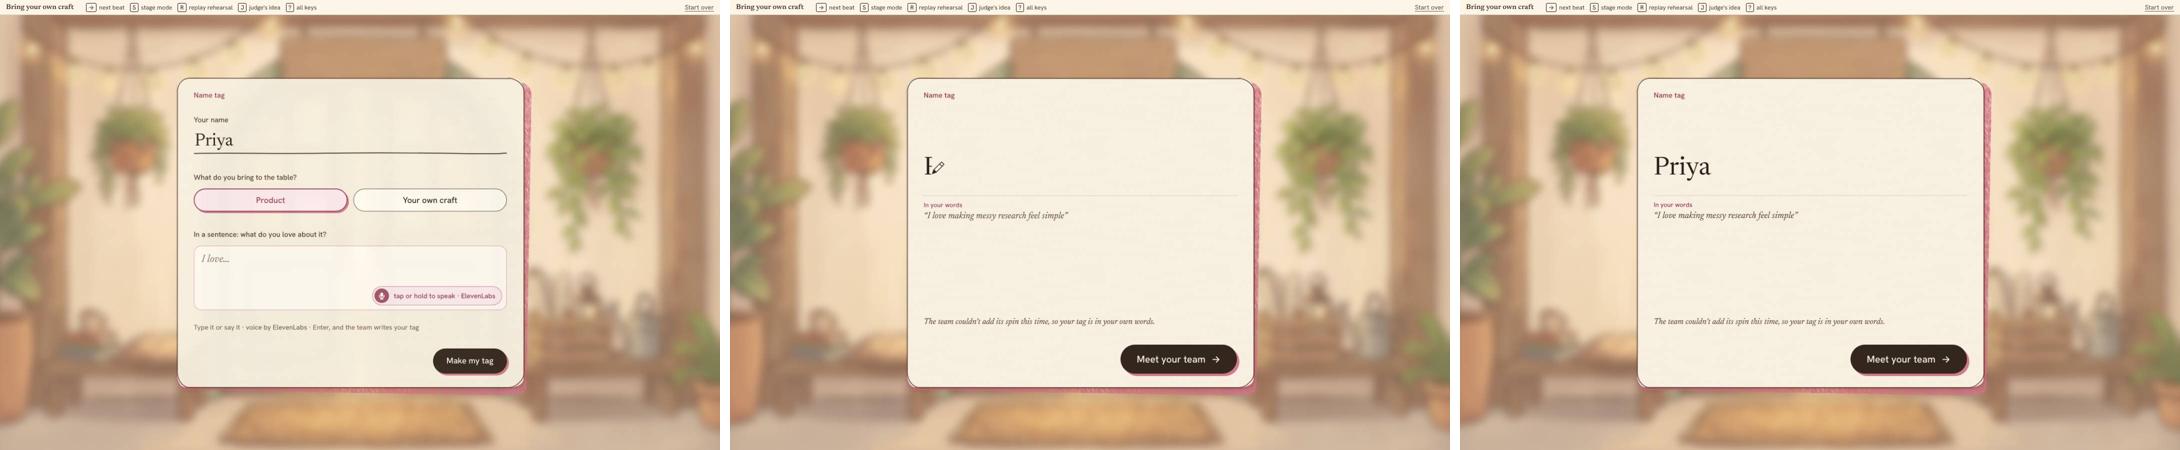 Bring your own craft → next beat S stage mode R replay rehearsal J judge's idea ? all keys Start over
Name tag
Your name
Priya
What do you bring to the table?
Product Your own craft
In a sentence: what do you love about it?
I love...
tap or hold to speak · ElevenLabs
Type it or say it · voice by ElevenLabs · Enter, and the team writes your tag
Make my tag
Bring your own craft → next beat S stage mode R replay rehearsal J judge's idea ? all keys Start over
Name tag
In your words
“I love making messy research feel simple”
The team couldn't add its spin this time, so your tag is in your own words.
Meet your team →
Bring your own craft → next beat S stage mode R replay rehearsal J judge's idea ? all keys Start over
Name tag
Priya
In your words
“I love making messy research feel simple”
The team couldn't add its spin this time, so your tag is in your own words.
Meet your team →